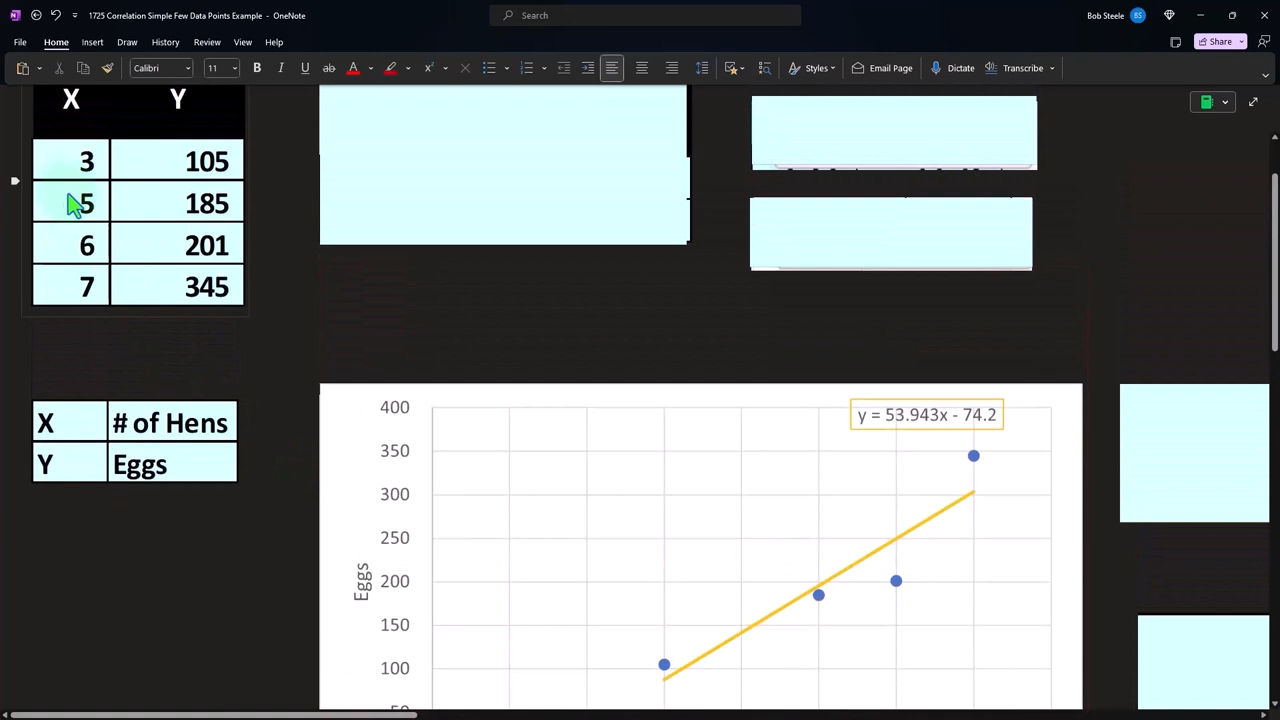 1725 Correlation Simple Few Data Points Example - OneNote
Search
Bob Steele
BS
File Home Insert Draw History Review View Help
Share
Calibri 11 B I U ab A x² A
Styles
Email Page
Dictate
Transcribe
X Y
3 105
5 185
6 201
7 345
X # of Hens
Y Eggs
y = 53.943x - 74.2
400
350
300
250
200
150
100
Eggs